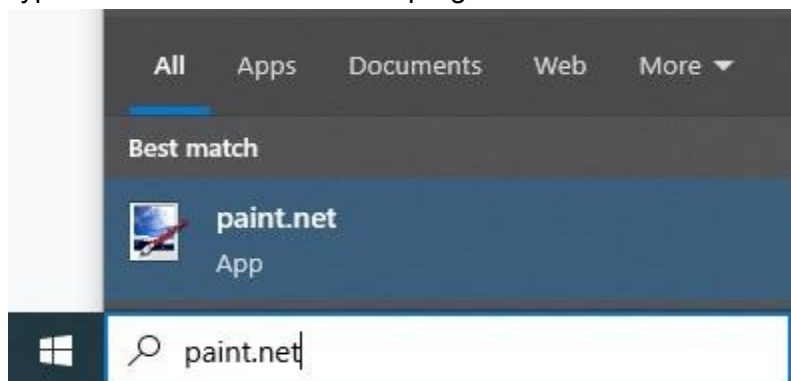 All Apps Documents Web More
Best match
paint.net
App
paint.net